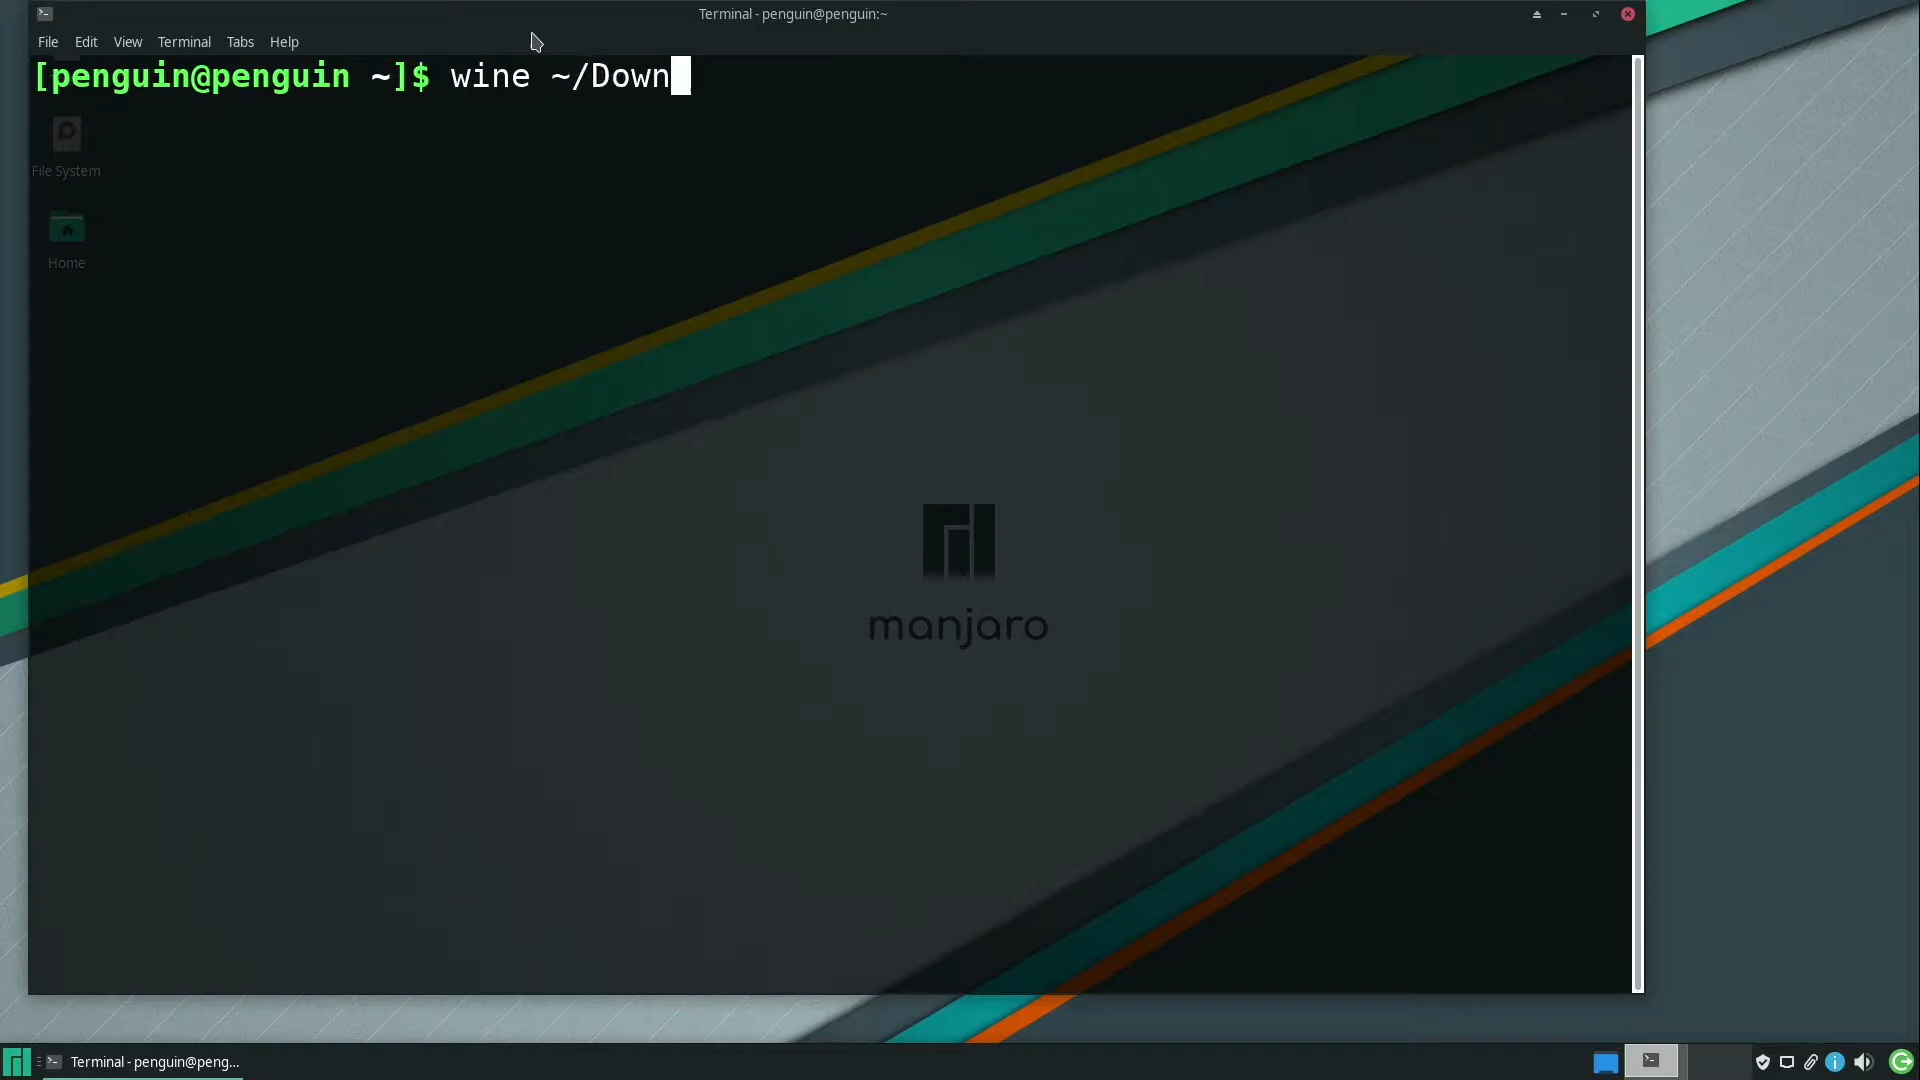 Terminal - penguin@penguin:~
File Edit View Terminal Tabs Help
[penguin@penguin ~]$ wine ~/Down
File System
Home
manjaro
Terminal - penguin@peng...